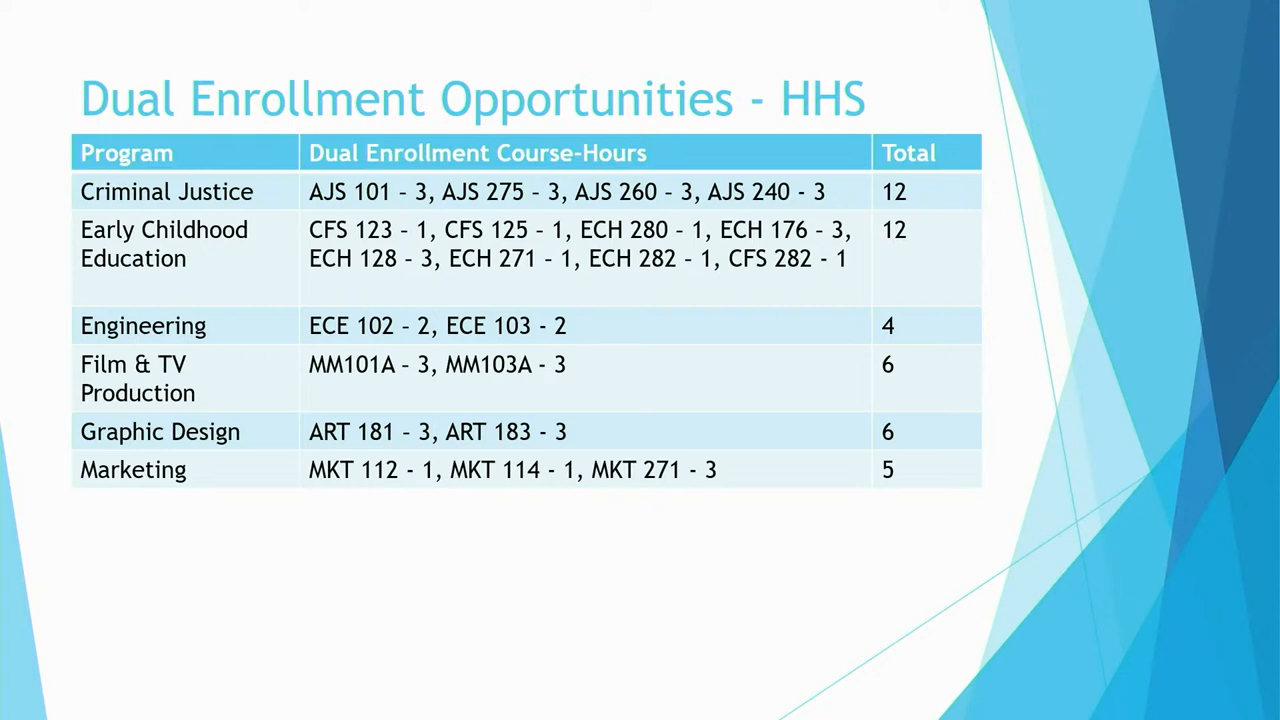 Dual Enrollment Opportunities - HHS
Program Dual Enrollment Course-Hours Total
Criminal Justice AJS 101 – 3, AJS 275 – 3, AJS 260 – 3, AJS 240 - 3 12
Early Childhood CFS 123 – 1, CFS 125 – 1, ECH 280 – 1, ECH 176 – 3, 12
Education ECH 128 – 3, ECH 271 – 1, ECH 282 – 1, CFS 282 - 1
Engineering ECE 102 – 2, ECE 103 - 2 4
Film & TV MM101A – 3, MM103A - 3 6
Production
Graphic Design ART 181 – 3, ART 183 - 3 6
Marketing MKT 112 - 1, MKT 114 - 1, MKT 271 - 3 5